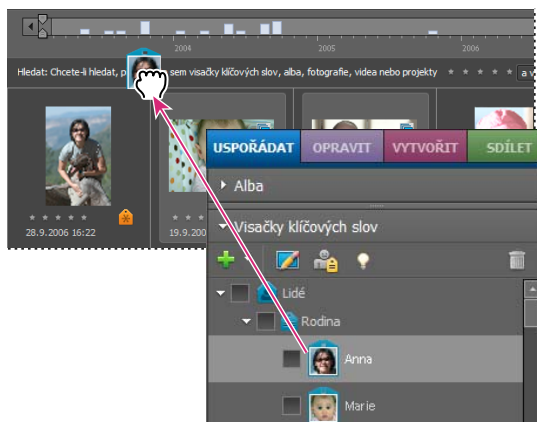 2004 2005 2006
Hledat: Chcete-li hledat, p sem visačky klíčových slov, alba, fotografie, videa nebo projekty a v
28.9.2006 16:22
19.9.200
USPOŘÁDAT OPRAVIT VYTVOŘIT SDÍLET
Alba
Visačky klíčových slov
Lidé
Rodina
Anna
Marie